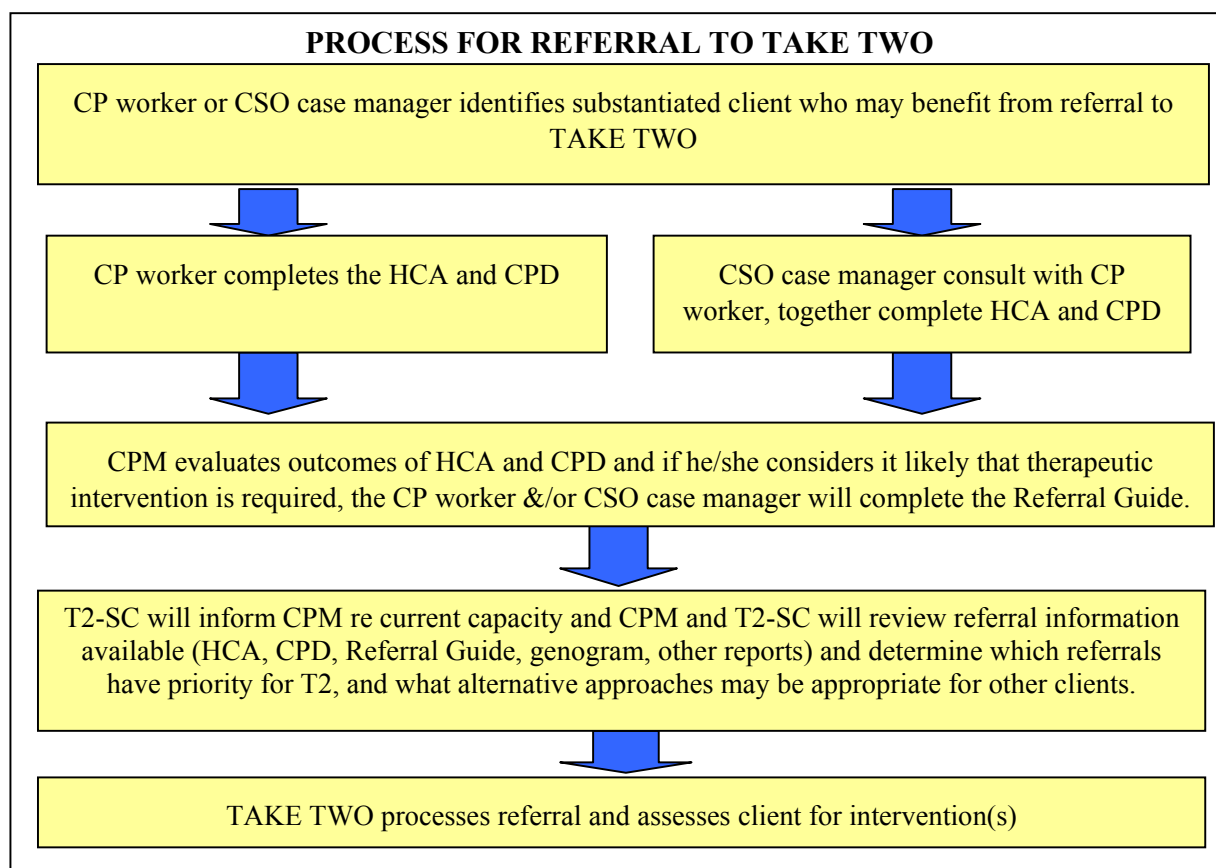 PROCESS FOR REFERRAL TO TAKE TWO
CP worker or CSO case manager identifies substantiated client who may benefit from referral to
TAKE TWO
CP worker completes the HCA and CPD
CSO case manager consult with CP
worker, together complete HCA and CPD
CPM evaluates outcomes of HCA and CPD and if he/she considers it likely that therapeutic
intervention is required, the CP worker &/or CSO case manager will complete the Referral Guide.
T2-SC will inform CPM re current capacity and CPM and T2-SC will review referral information
available (HCA, CPD, Referral Guide, genogram, other reports) and determine which referrals
have priority for T2, and what alternative approaches may be appropriate for other clients.
TAKE TWO processes referral and assesses client for intervention(s)